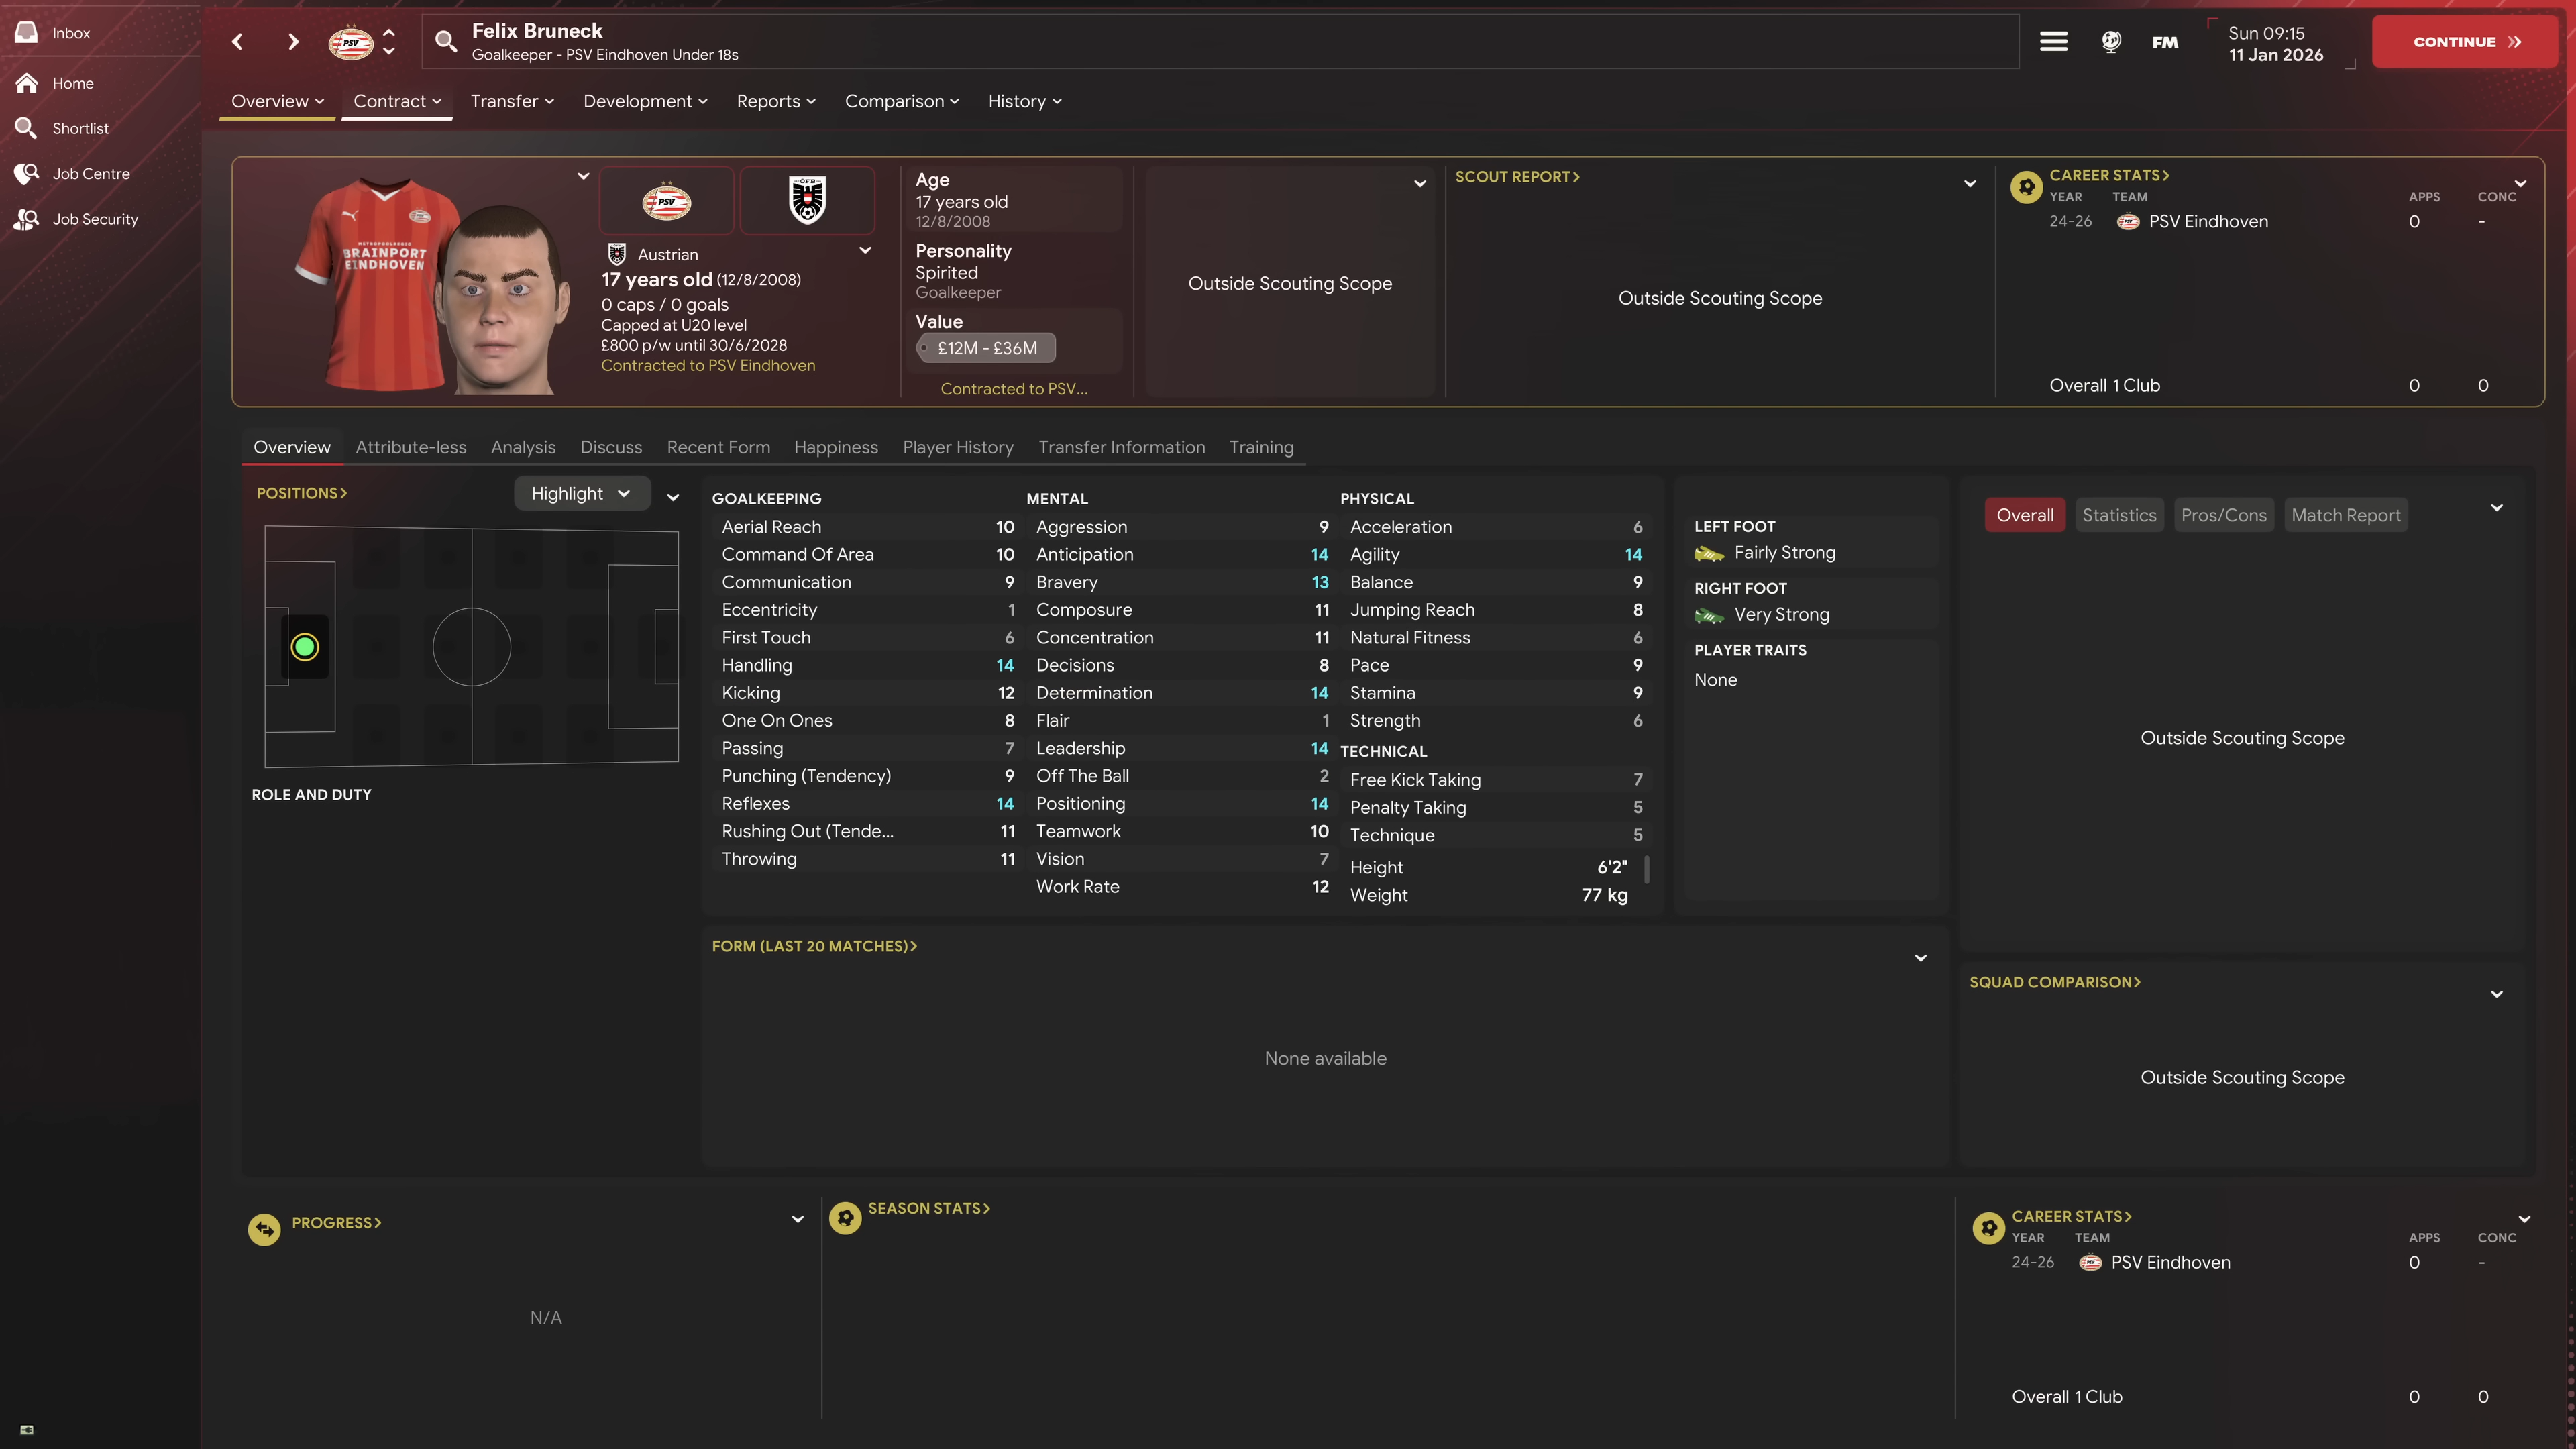 Inbox
Home
Shortlist
Job Centre
Job Security
PSV
Felix Bruneck
Goalkeeper - PSV Eindhoven Under 18s
FM
Sun 09:15
11 Jan 2026
CONTINUE
Overview
Contract
Transfer
Development
Reports
Comparison
History
METROPOOLREGIO
BRAINPORT
EINDHOVEN
PSV
ÖFB
Austrian
17 years old (12/8/2008)
0 caps / 0 goals
Capped at U20 level
£800 p/w until 30/6/2028
Contracted to PSV Eindhoven
Age
17 years old
12/8/2008
Personality
Spirited
Goalkeeper
Value
£12M - £36M
Contracted to PSV...
Outside Scouting Scope
SCOUT REPORT
Outside Scouting Scope
CAREER STATS
YEAR TEAM APPS CONC
24-26 PSV Eindhoven 0 -
Overall 1 Club 0 0
Overview Attribute-less Analysis Discuss Recent Form Happiness Player History Transfer Information Training
POSITIONS
Highlight
ROLE AND DUTY
GOALKEEPING
Aerial Reach 10
Command Of Area 10
Communication 9
Eccentricity 1
First Touch 6
Handling 14
Kicking 12
One On Ones 8
Passing 7
Punching (Tendency) 9
Reflexes 14
Rushing Out (Tende... 11
Throwing 11
MENTAL
Aggression 9
Anticipation 14
Bravery 13
Composure 11
Concentration 11
Decisions 8
Determination 14
Flair 1
Leadership 14
Off The Ball 2
Positioning 14
Teamwork 10
Vision 7
Work Rate 12
PHYSICAL
Acceleration 6
Agility 14
Balance 9
Jumping Reach 8
Natural Fitness 6
Pace 9
Stamina 9
Strength 6
TECHNICAL
Free Kick Taking 7
Penalty Taking 5
Technique 5
Height 6'2"
Weight 77 kg
LEFT FOOT
Fairly Strong
RIGHT FOOT
Very Strong
PLAYER TRAITS
None
Overall Statistics Pros/Cons Match Report
Outside Scouting Scope
FORM (LAST 20 MATCHES)
None available
SQUAD COMPARISON
Outside Scouting Scope
PROGRESS
N/A
SEASON STATS
CAREER STATS
YEAR TEAM APPS CONC
24-26 PSV Eindhoven 0 -
Overall 1 Club 0 0